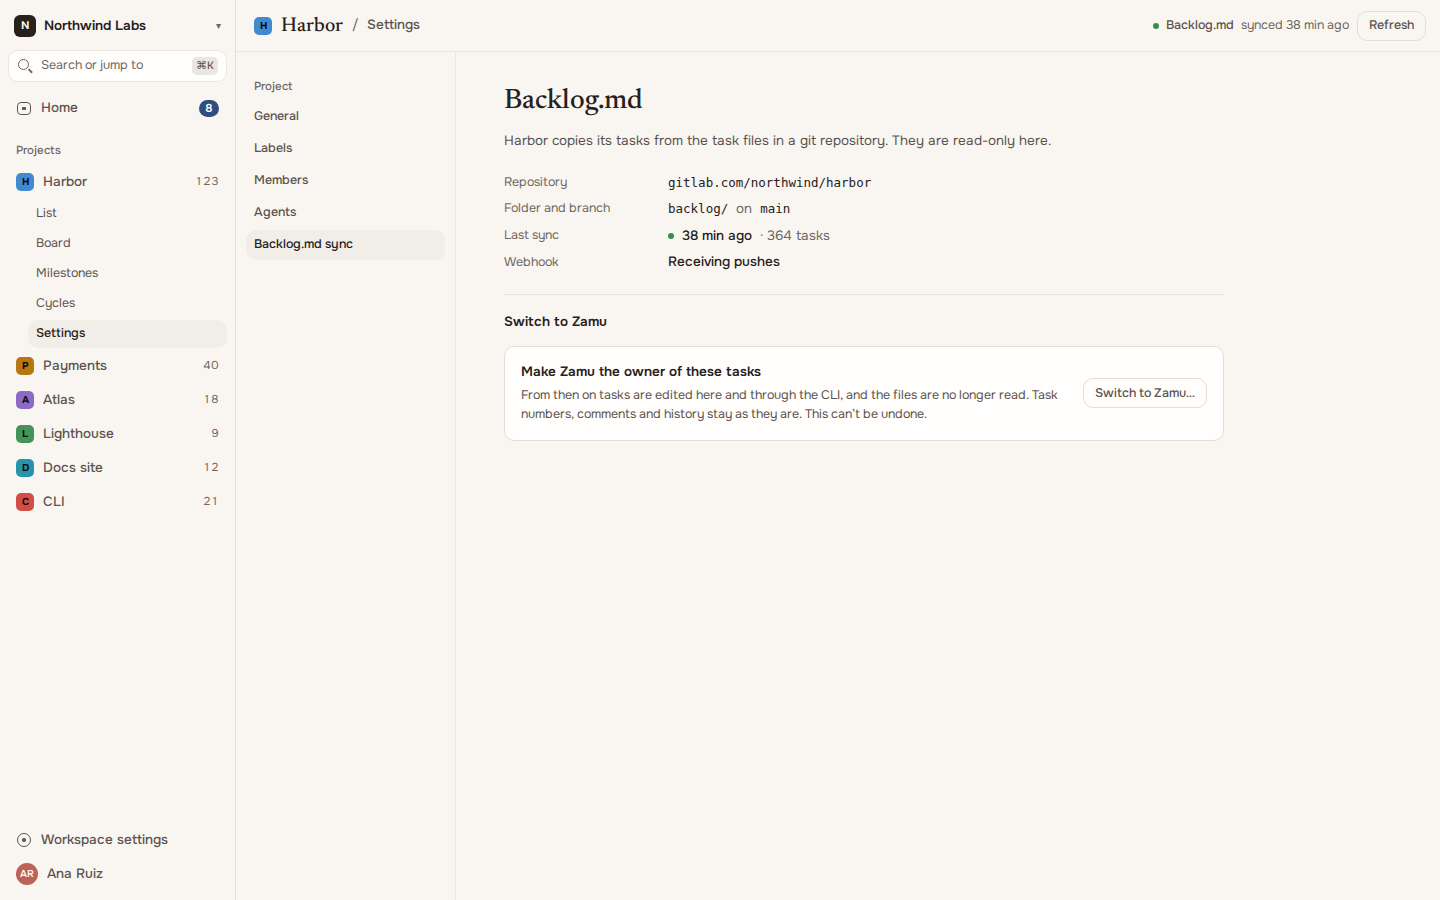 N Northwind Labs
Search or jump to ⌘K
Home 8
Projects
H Harbor 123
List
Board
Milestones
Cycles
Settings
P Payments 40
A Atlas 18
L Lighthouse 9
D Docs site 12
C CLI 21
Workspace settings
AR Ana Ruiz
H Harbor / Settings
Backlog.md synced 38 min ago Refresh
Project
General
Labels
Members
Agents
Backlog.md sync
Backlog.md
Harbor copies its tasks from the task files in a git repository. They are read-only here.
Repository gitlab.com/northwind/harbor
Folder and branch backlog/ on main
Last sync 38 min ago · 364 tasks
Webhook Receiving pushes
Switch to Zamu
Make Zamu the owner of these tasks
From then on tasks are edited here and through the CLI, and the files are no longer read. Task
numbers, comments and history stay as they are. This can’t be undone.
Switch to Zamu…